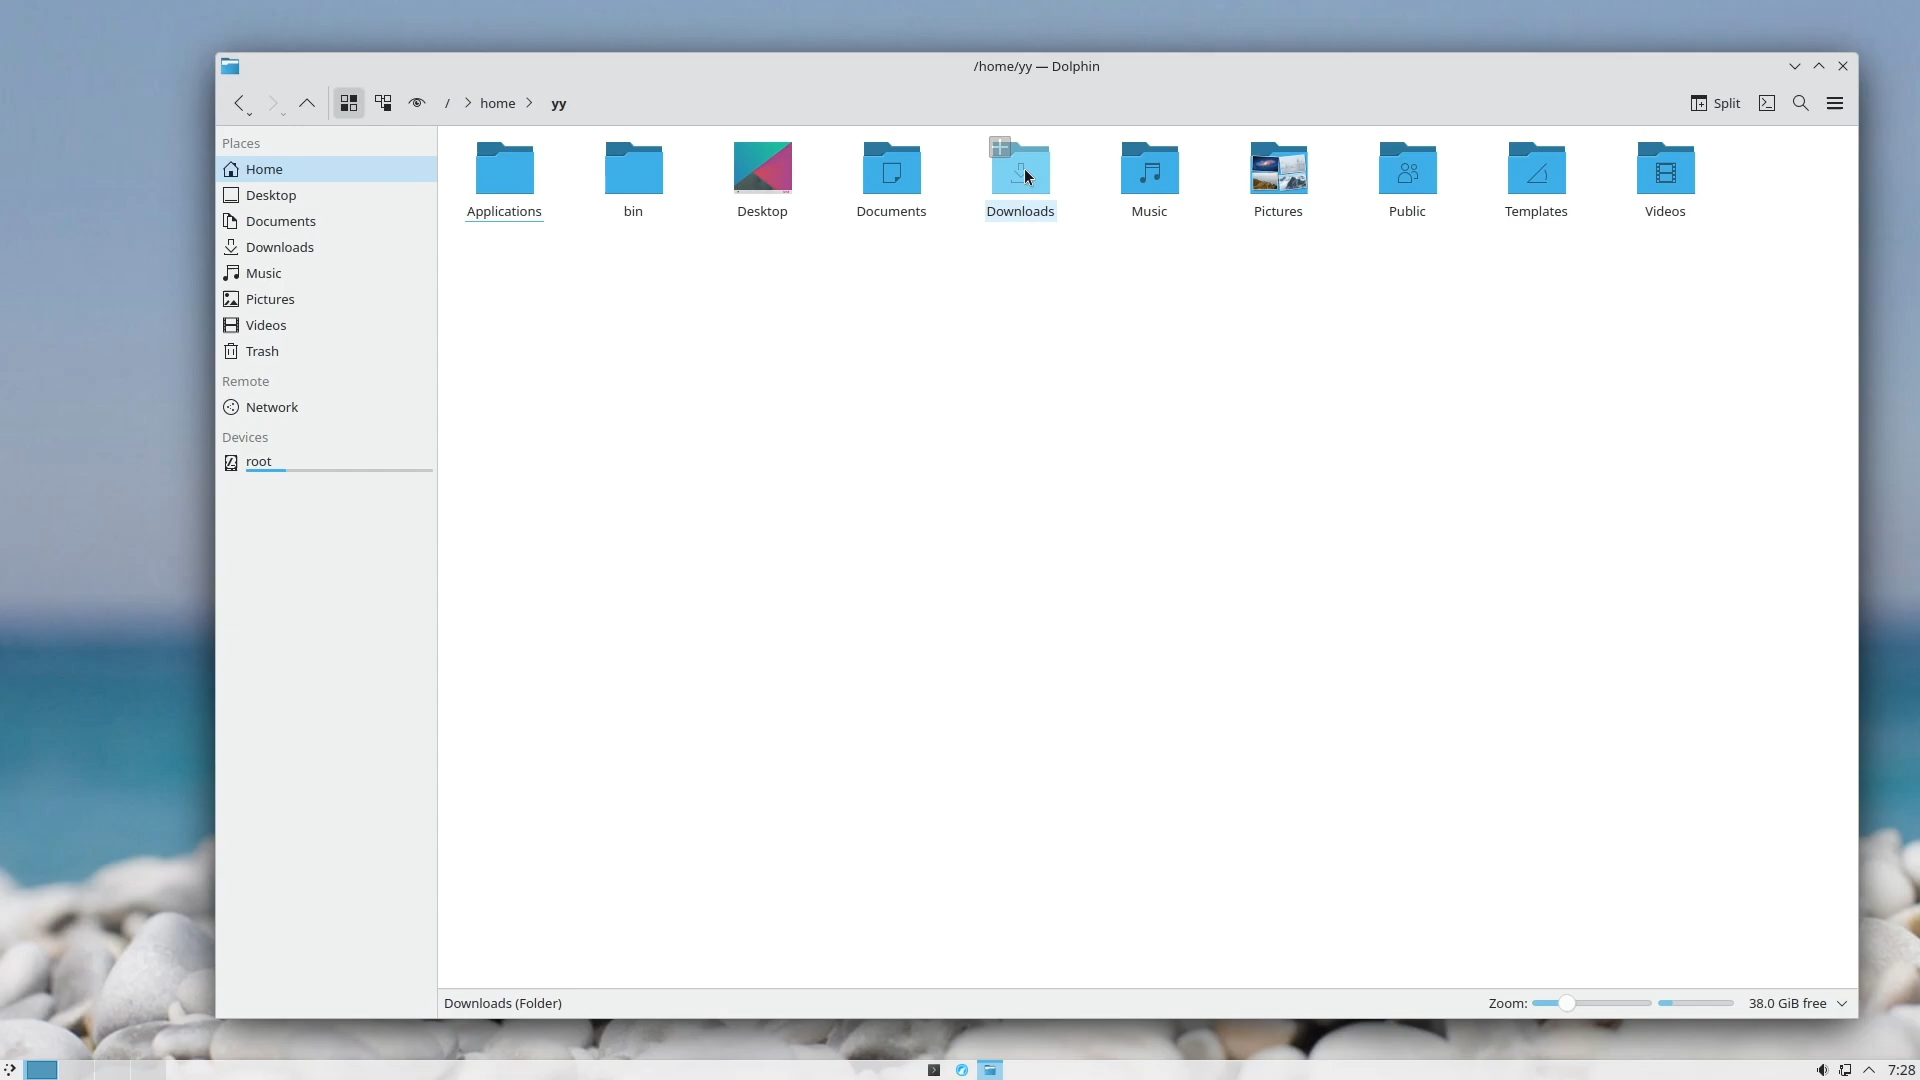 /home/yy — Dolphin
/ home yy
Split
Places
Home
Desktop
Documents
Downloads
Music
Pictures
Videos
Trash
Remote
Network
Devices
root
Applications bin Desktop Documents Downloads Music Pictures Public Templates Videos
Downloads (Folder)
Zoom: 38.0 GiB free
7:28